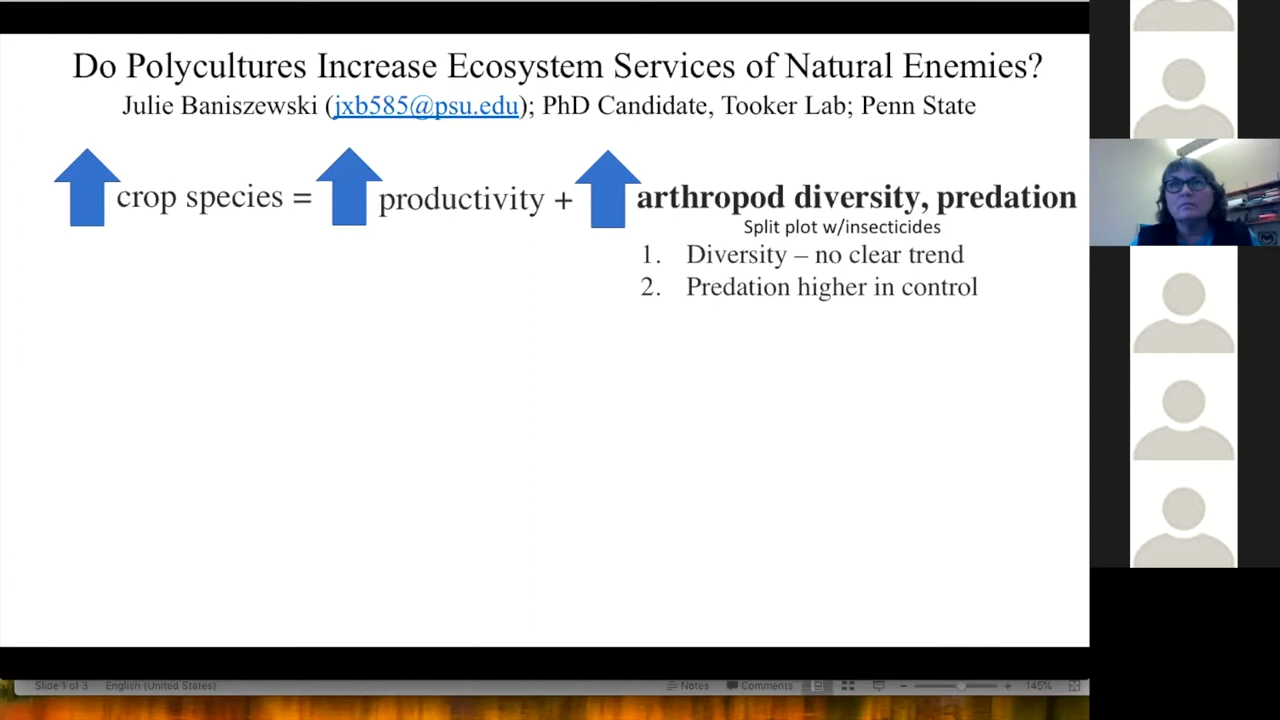 Do Polycultures Increase Ecosystem Services of Natural Enemies?
Julie Baniszewski (jxb585@psu.edu); PhD Candidate, Tooker Lab; Penn State
crop species = productivity + arthropod diversity, predation
Split plot w/insecticides
1. Diversity – no clear trend
2. Predation higher in control
Slide 1 of 3 English (United States) Notes Comments 145%